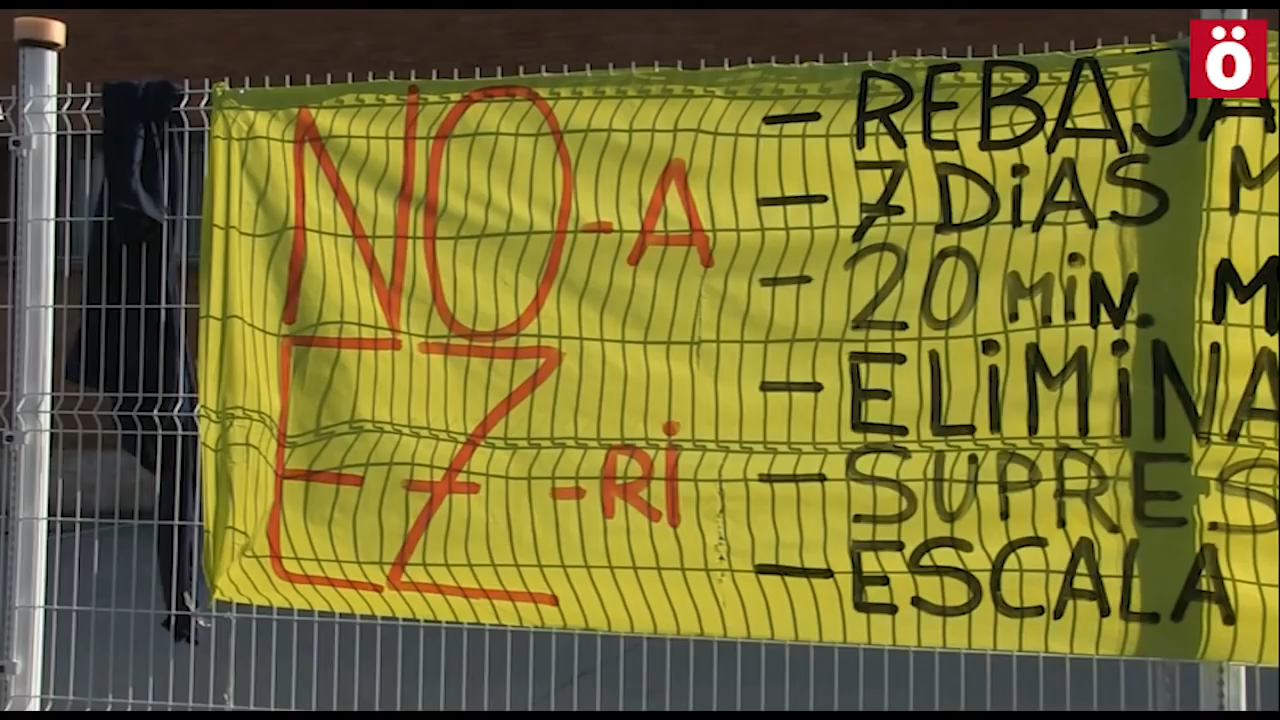 NO - A
EZ - RI
- REBAJA
- 7 DiAS M
- 20 MiN. M
- ELiMiNA
- SUPRES
- ESCALA
Ö